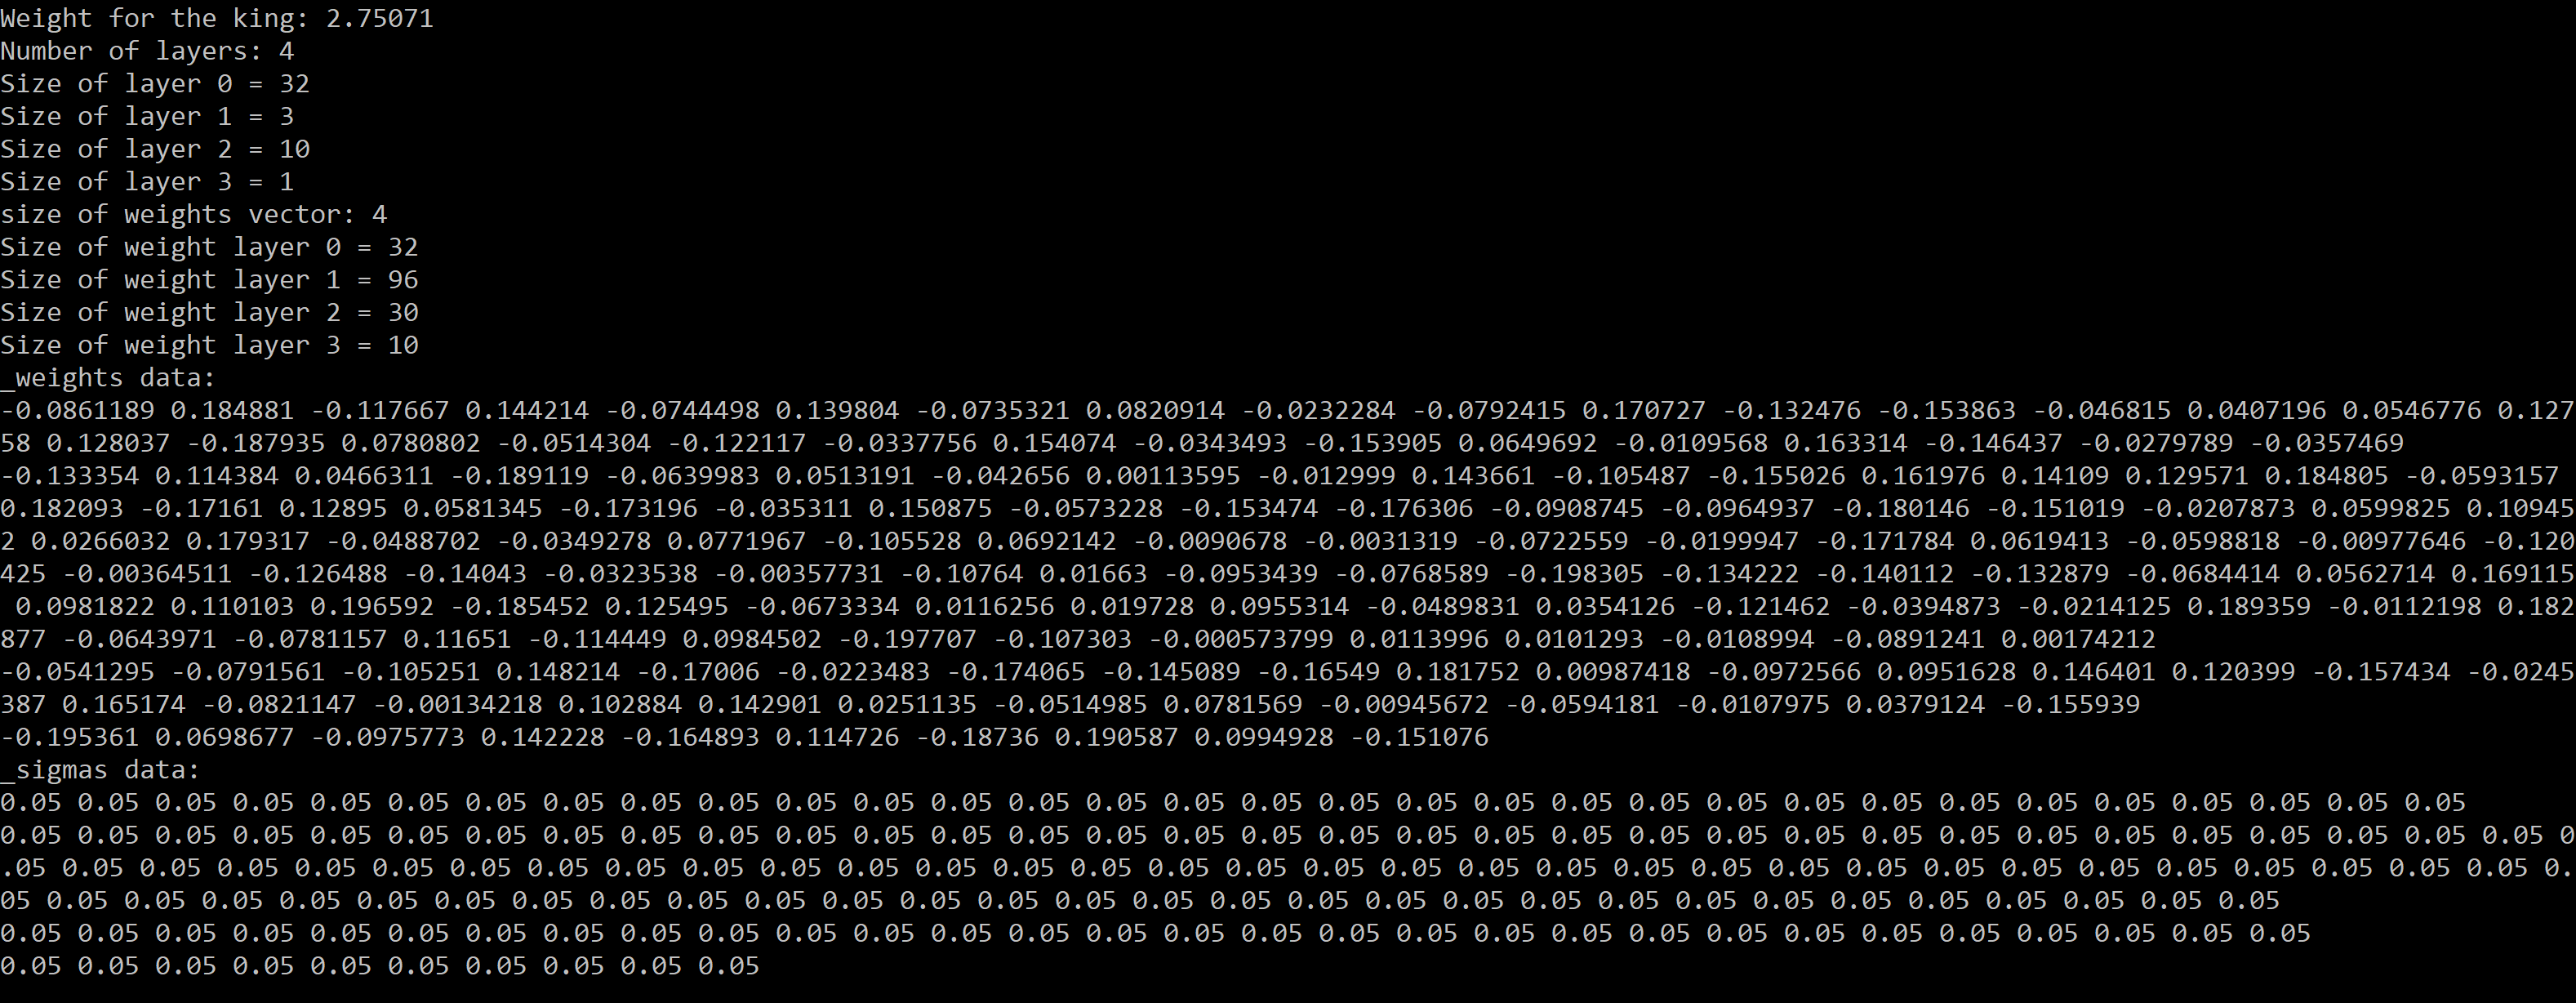 Weight for the king: 2.75071
Number of layers: 4
Size of layer 0 = 32
Size of layer 1 = 3
Size of layer 2 = 10
Size of layer 3 = 1
size of weights vector: 4
Size of weight layer 0 = 32
Size of weight layer 1 = 96
Size of weight layer 2 = 30
Size of weight layer 3 = 10
_weights data:
-0.0861189 0.184881 -0.117667 0.144214 -0.0744498 0.139804 -0.0735321 0.0820914 -0.0232284 -0.0792415 0.170727 -0.132476 -0.153863 -0.046815 0.0407196 0.0546776 0.127
58 0.128037 -0.187935 0.0780802 -0.0514304 -0.122117 -0.0337756 0.154074 -0.0343493 -0.153905 0.0649692 -0.0109568 0.163314 -0.146437 -0.0279789 -0.0357469
-0.133354 0.114384 0.0466311 -0.189119 -0.0639983 0.0513191 -0.042656 0.00113595 -0.012999 0.143661 -0.105487 -0.155026 0.161976 0.14109 0.129571 0.184805 -0.0593157
0.182093 -0.17161 0.12895 0.0581345 -0.173196 -0.035311 0.150875 -0.0573228 -0.153474 -0.176306 -0.0908745 -0.0964937 -0.180146 -0.151019 -0.0207873 0.0599825 0.10945
2 0.0266032 0.179317 -0.0488702 -0.0349278 0.0771967 -0.105528 0.0692142 -0.0090678 -0.0031319 -0.0722559 -0.0199947 -0.171784 0.0619413 -0.0598818 -0.00977646 -0.120
425 -0.00364511 -0.126488 -0.14043 -0.0323538 -0.00357731 -0.10764 0.01663 -0.0953439 -0.0768589 -0.198305 -0.134222 -0.140112 -0.132879 -0.0684414 0.0562714 0.169115
0.0981822 0.110103 0.196592 -0.185452 0.125495 -0.0673334 0.0116256 0.019728 0.0955314 -0.0489831 0.0354126 -0.121462 -0.0394873 -0.0214125 0.189359 -0.0112198 0.182
877 -0.0643971 -0.0781157 0.11651 -0.114449 0.0984502 -0.197707 -0.107303 -0.000573799 0.0113996 0.0101293 -0.0108994 -0.0891241 0.00174212
-0.0541295 -0.0791561 -0.105251 0.148214 -0.17006 -0.0223483 -0.174065 -0.145089 -0.16549 0.181752 0.00987418 -0.0972566 0.0951628 0.146401 0.120399 -0.157434 -0.0245
387 0.165174 -0.0821147 -0.00134218 0.102884 0.142901 0.0251135 -0.0514985 0.0781569 -0.00945672 -0.0594181 -0.0107975 0.0379124 -0.155939
-0.195361 0.0698677 -0.0975773 0.142228 -0.164893 0.114726 -0.18736 0.190587 0.0994928 -0.151076
_sigmas data:
0.05 0.05 0.05 0.05 0.05 0.05 0.05 0.05 0.05 0.05 0.05 0.05 0.05 0.05 0.05 0.05 0.05 0.05 0.05 0.05 0.05 0.05 0.05 0.05 0.05 0.05 0.05 0.05 0.05 0.05 0.05 0.05
0.05 0.05 0.05 0.05 0.05 0.05 0.05 0.05 0.05 0.05 0.05 0.05 0.05 0.05 0.05 0.05 0.05 0.05 0.05 0.05 0.05 0.05 0.05 0.05 0.05 0.05 0.05 0.05 0.05 0.05 0.05 0.05 0.05 0
.05 0.05 0.05 0.05 0.05 0.05 0.05 0.05 0.05 0.05 0.05 0.05 0.05 0.05 0.05 0.05 0.05 0.05 0.05 0.05 0.05 0.05 0.05 0.05 0.05 0.05 0.05 0.05 0.05 0.05 0.05 0.05 0.05 0.
05 0.05 0.05 0.05 0.05 0.05 0.05 0.05 0.05 0.05 0.05 0.05 0.05 0.05 0.05 0.05 0.05 0.05 0.05 0.05 0.05 0.05 0.05 0.05 0.05 0.05 0.05 0.05 0.05 0.05
0.05 0.05 0.05 0.05 0.05 0.05 0.05 0.05 0.05 0.05 0.05 0.05 0.05 0.05 0.05 0.05 0.05 0.05 0.05 0.05 0.05 0.05 0.05 0.05 0.05 0.05 0.05 0.05 0.05 0.05
0.05 0.05 0.05 0.05 0.05 0.05 0.05 0.05 0.05 0.05